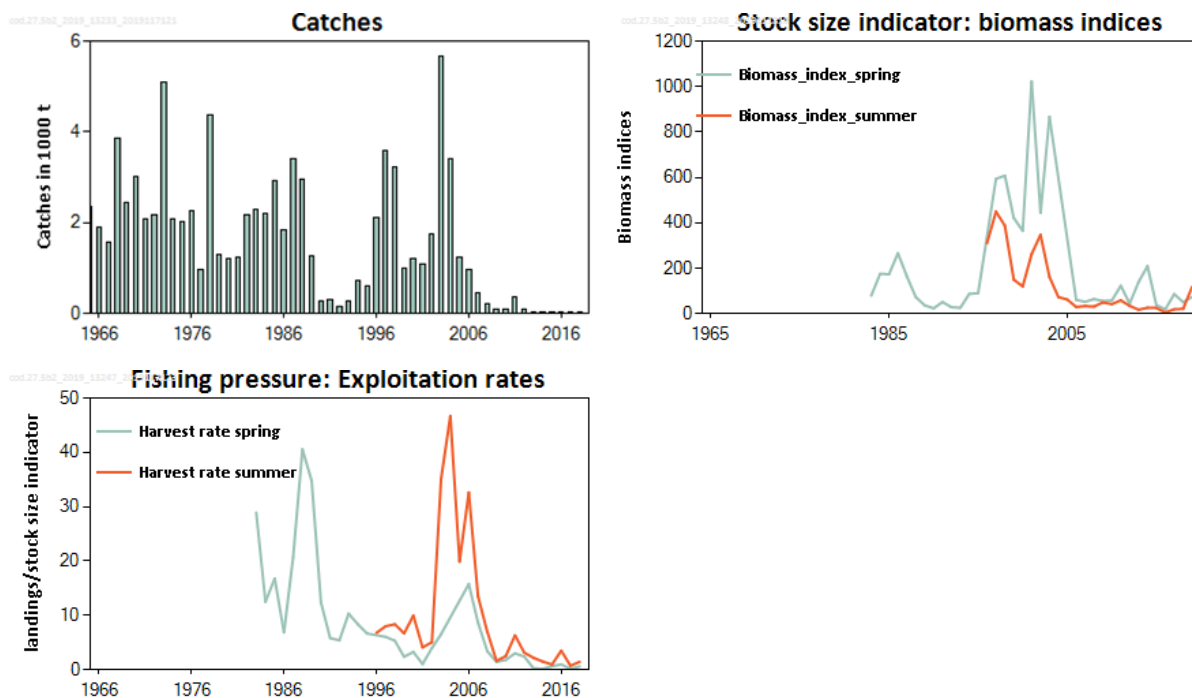 cod.27.5b2_2019_13233_2019117121
Catches
6
4
2
0
Catches in 1000 t
1966 1976 1986 1996 2006 2016
Stock size indicator: biomass indices
1200
1000
800
600
400
200
0
Biomass indices
Biomass_index_spring
Biomass_index_summer
1965 1985 2005
Fishing pressure: Exploitation rates
50
40
30
20
10
0
landings/stock size indicator
Harvest rate spring
Harvest rate summer
1966 1976 1986 1996 2006 2016